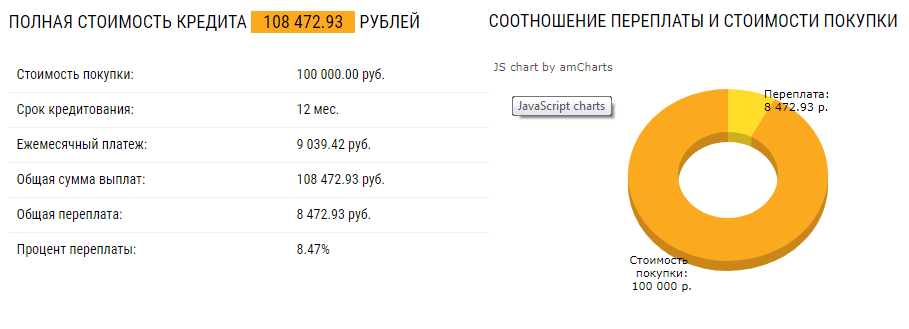 ПОЛНАЯ СТОИМОСТЬ КРЕДИТА 108 472.93 РУБЛЕЙ
Стоимость покупки: 100 000.00 руб.
Срок кредитования: 12 мес.
Ежемесячный платеж: 9 039.42 руб.
Общая сумма выплат: 108 472.93 руб.
Общая переплата: 8 472.93 руб.
Процент переплаты: 8.47%
СООТНОШЕНИЕ ПЕРЕПЛАТЫ И СТОИМОСТИ ПОКУПКИ
JS chart by amCharts
JavaScript charts
Переплата:
8 472.93 р.
Стоимость
покупки:
100 000 р.